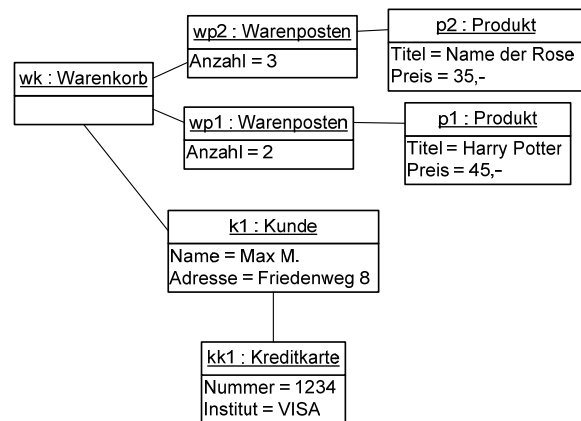 wp2 : Warenposten
Anzahl = 3
p2 : Produkt
Titel = Name der Rose
Preis = 35,-
wk : Warenkorb
wp1 : Warenposten
Anzahl = 2
p1 : Produkt
Titel = Harry Potter
Preis = 45,-
k1 : Kunde
Name = Max M.
Adresse = Friedenweg 8
kk1 : Kreditkarte
Nummer = 1234
Institut = VISA